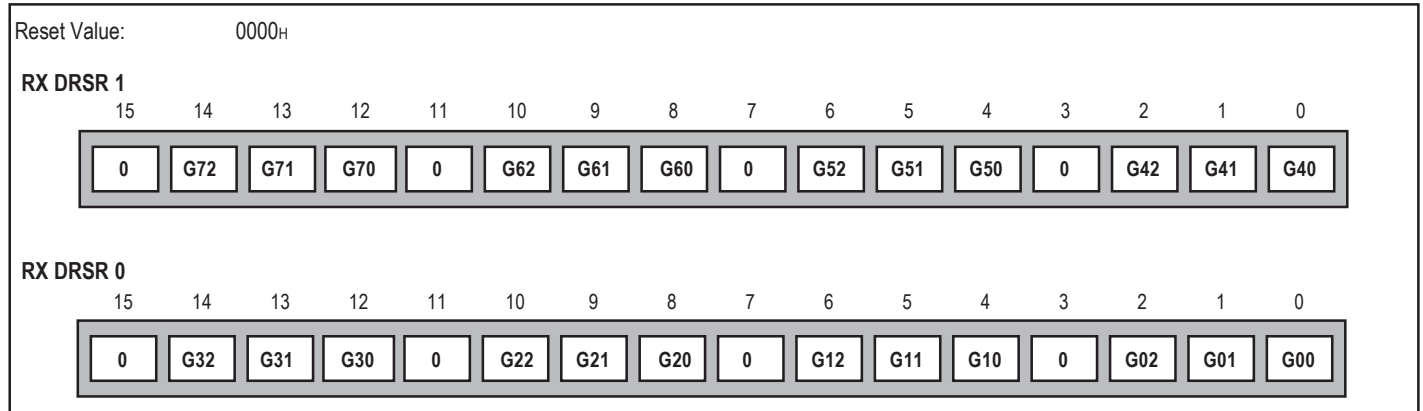 Reset Value: 0000H
RX DRSR 1
15 14 13 12 11 10 9 8 7 6 5 4 3 2 1 0
0 G72 G71 G70 0 G62 G61 G60 0 G52 G51 G50 0 G42 G41 G40
RX DRSR 0
15 14 13 12 11 10 9 8 7 6 5 4 3 2 1 0
0 G32 G31 G30 0 G22 G21 G20 0 G12 G11 G10 0 G02 G01 G00